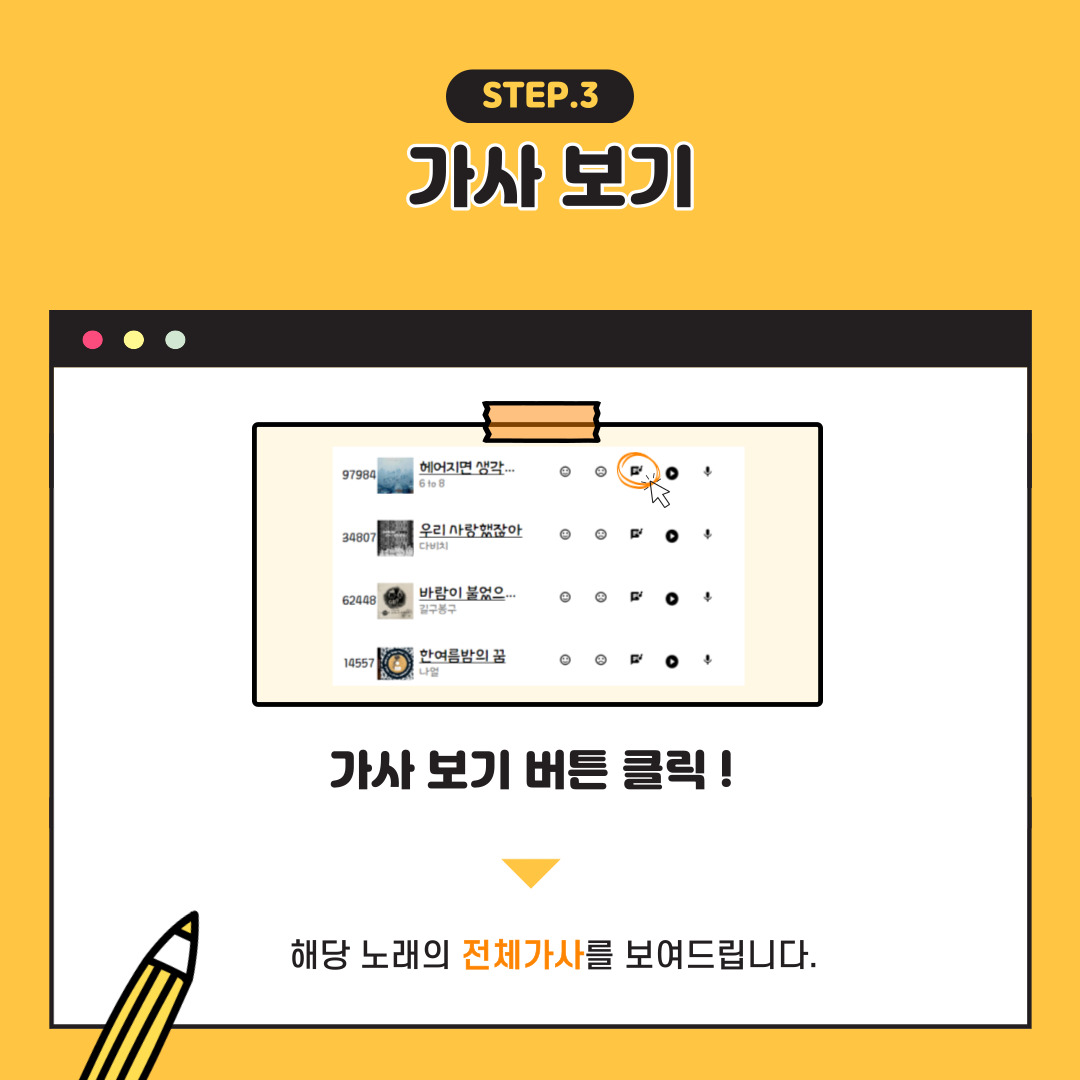 STEP.3
가사 보기
97984 헤어지면 생각...
6 to 8
34807 우리 사랑했잖아
다비치
62448 바람이 불었으...
길구봉구
14557 한여름밤의 꿈
나얼
가사 보기 버튼 클릭 !
해당 노래의 전체가사를 보여드립니다.